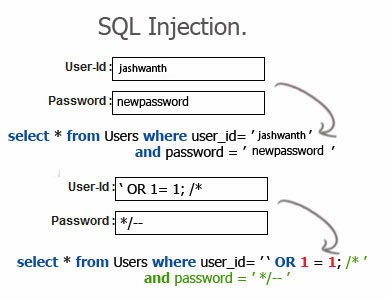 SQL Injection.
User-Id : jashwanth
Password : newpassword
select * from Users where user_id= ’ jashwanth ’
and password = ’ newpassword ’
User-Id : ‘ OR 1= 1; /*
Password : */--
select * from Users where user_id= ’‘ OR 1 = 1; /* ’
and password = ’ */-- ’